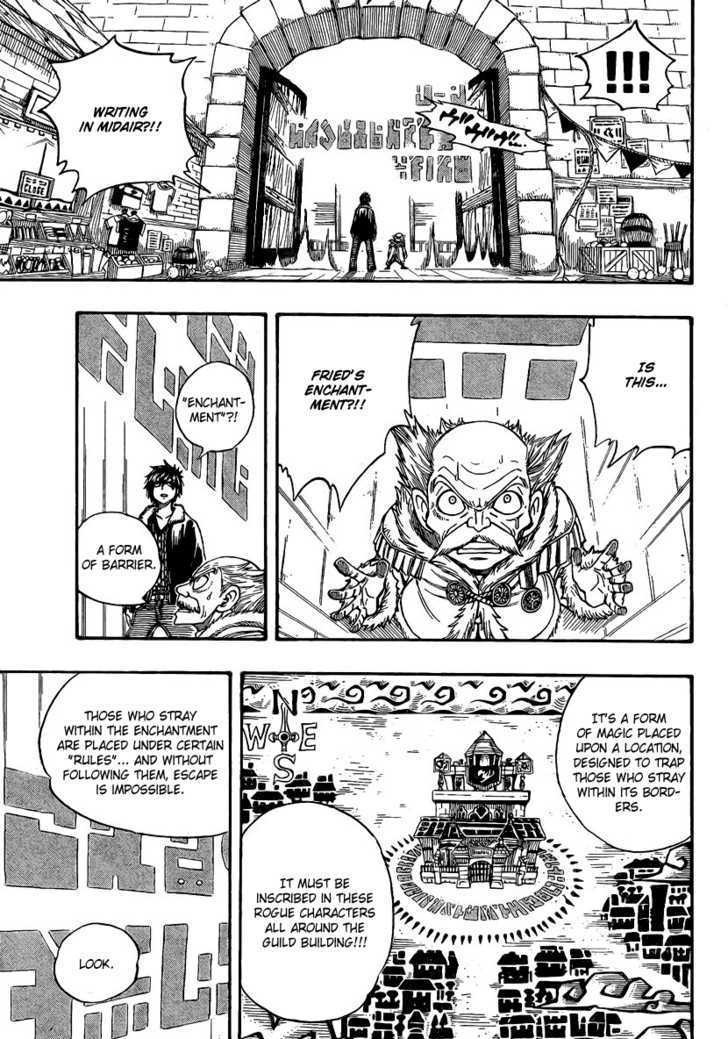 !!!
WRITING
IN MIDAIR?!!
CLOSE
IS
THIS...
FRIED'S
ENCHANT-
MENT?!!
"ENCHANT-
MENT"?!
A FORM
OF BARRIER.
IT'S A FORM
OF MAGIC PLACED
UPON A LOCATION,
DESIGNED TO TRAP
THOSE WHO STRAY
WITHIN ITS BORD-
ERS.
N
W E
S
IT MUST BE
INSCRIBED IN THESE
ROGUE CHARACTERS
ALL AROUND THE
GUILD BUILDING!!!
THOSE WHO STRAY
WITHIN THE ENCHANTMENT
ARE PLACED UNDER CERTAIN
"RULES"... AND WITHOUT
FOLLOWING THEM, ESCAPE
IS IMPOSSIBLE.
LOOK.